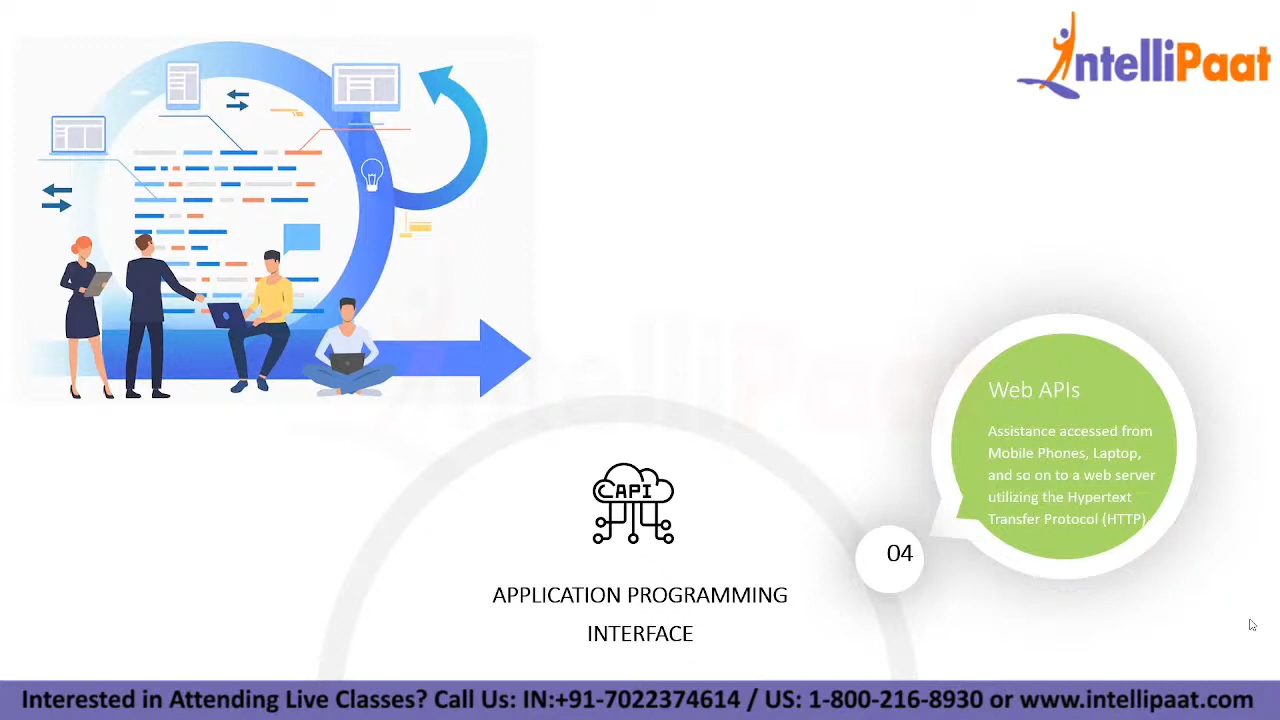 IntelliPaat
Web APIs
Assistance accessed from
Mobile Phones, Laptop,
and so on to a web server
utilizing the Hypertext
Transfer Protocol (HTTP)
04
API
APPLICATION PROGRAMMING
INTERFACE
Interested in Attending Live Classes? Call Us: IN:+91-7022374614 / US: 1-800-216-8930 or www.intellipaat.com